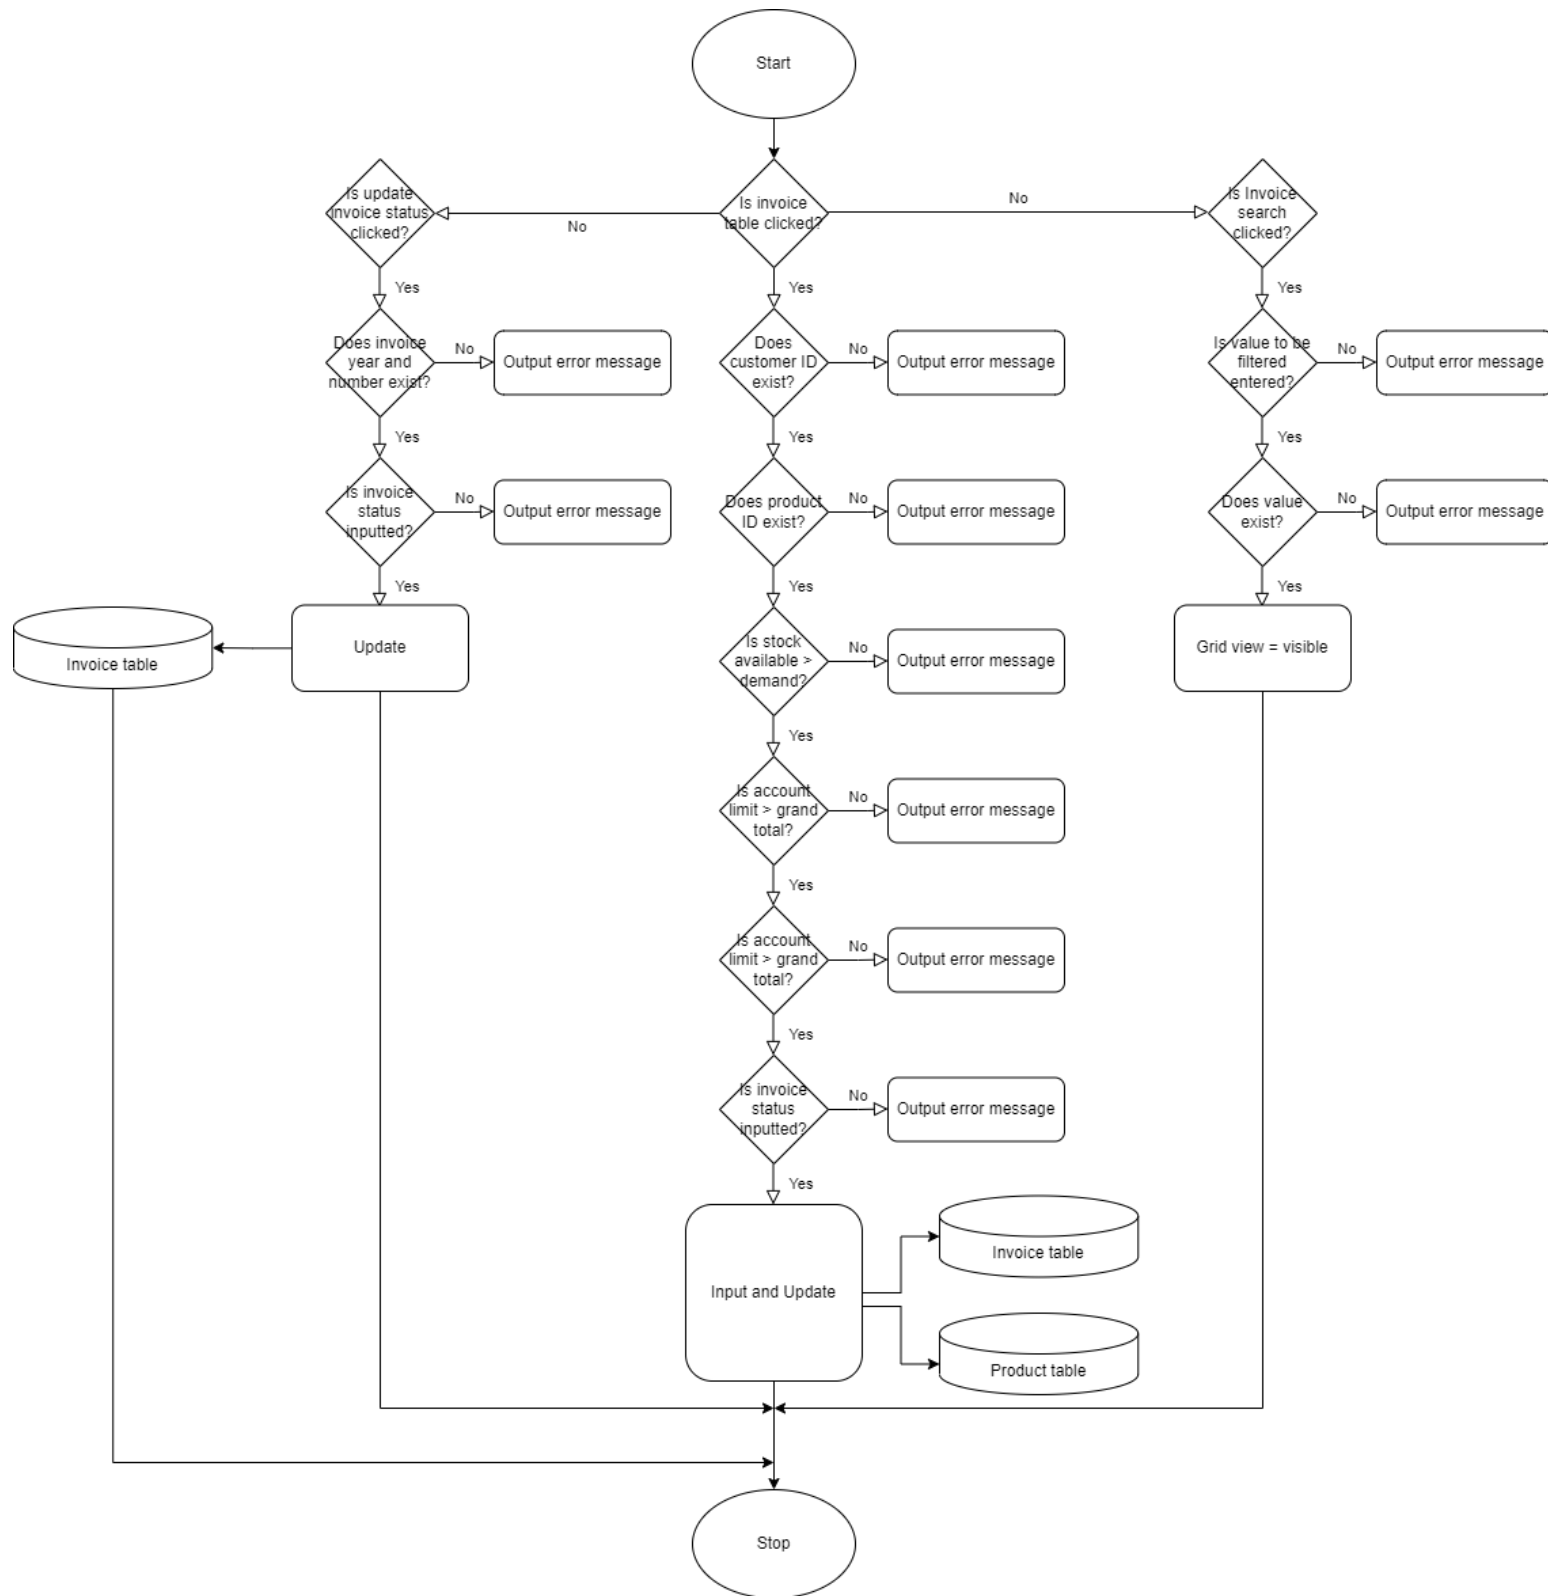 Start
Is update
invoice status
clicked?
No
Is invoice
table clicked?
No
Is Invoice
search
clicked?
Yes
Yes
Yes
Does invoice
year and
number exist?
No
Output error message
Does
customer ID
exist?
No
Output error message
Is value to be
filtered
entered?
No
Output error message
Yes
Yes
Yes
Is invoice
status
inputted?
No
Output error message
Does product
ID exist?
No
Output error message
Does value
exist?
No
Output error message
Yes
Yes
Yes
Invoice table
Update
Is stock
available >
demand?
No
Output error message
Grid view = visible
Yes
Is account
limit > grand
total?
No
Output error message
Yes
Is account
limit > grand
total?
No
Output error message
Yes
Is invoice
status
inputted?
No
Output error message
Yes
Input and Update
Invoice table
Product table
Stop